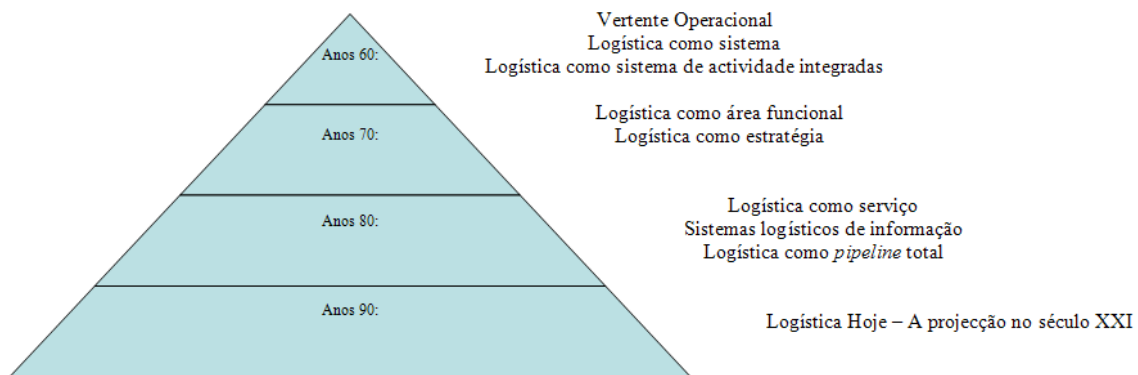 Anos 60:
Vertente Operacional
Logística como sistema
Logística como sistema de actividade integradas
Anos 70:
Logística como área funcional
Logística como estratégia
Anos 80:
Logística como serviço
Sistemas logísticos de informação
Logística como pipeline total
Anos 90:
Logística Hoje – A projecção no século XXI